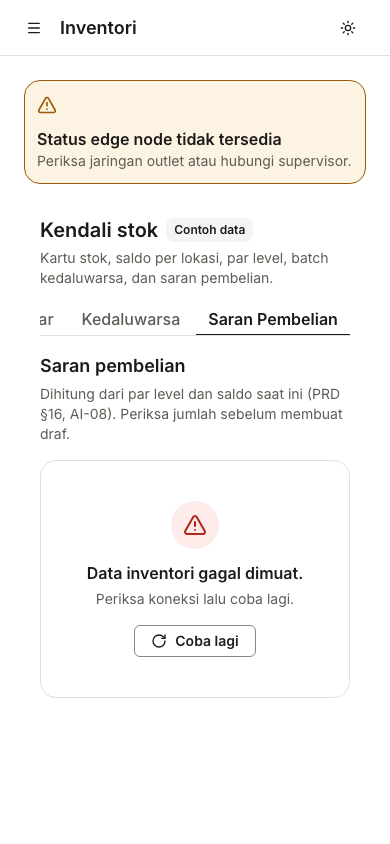 Inventori
Status edge node tidak tersedia
Periksa jaringan outlet atau hubungi supervisor.
Kendali stok
Contoh data
Kartu stok, saldo per lokasi, par level, batch
kedaluwarsa, dan saran pembelian.
ar Kedaluwarsa Saran Pembelian
Saran pembelian
Dihitung dari par level dan saldo saat ini (PRD
§16, AI-08). Periksa jumlah sebelum membuat
draf.
Data inventori gagal dimuat.
Periksa koneksi lalu coba lagi.
Coba lagi